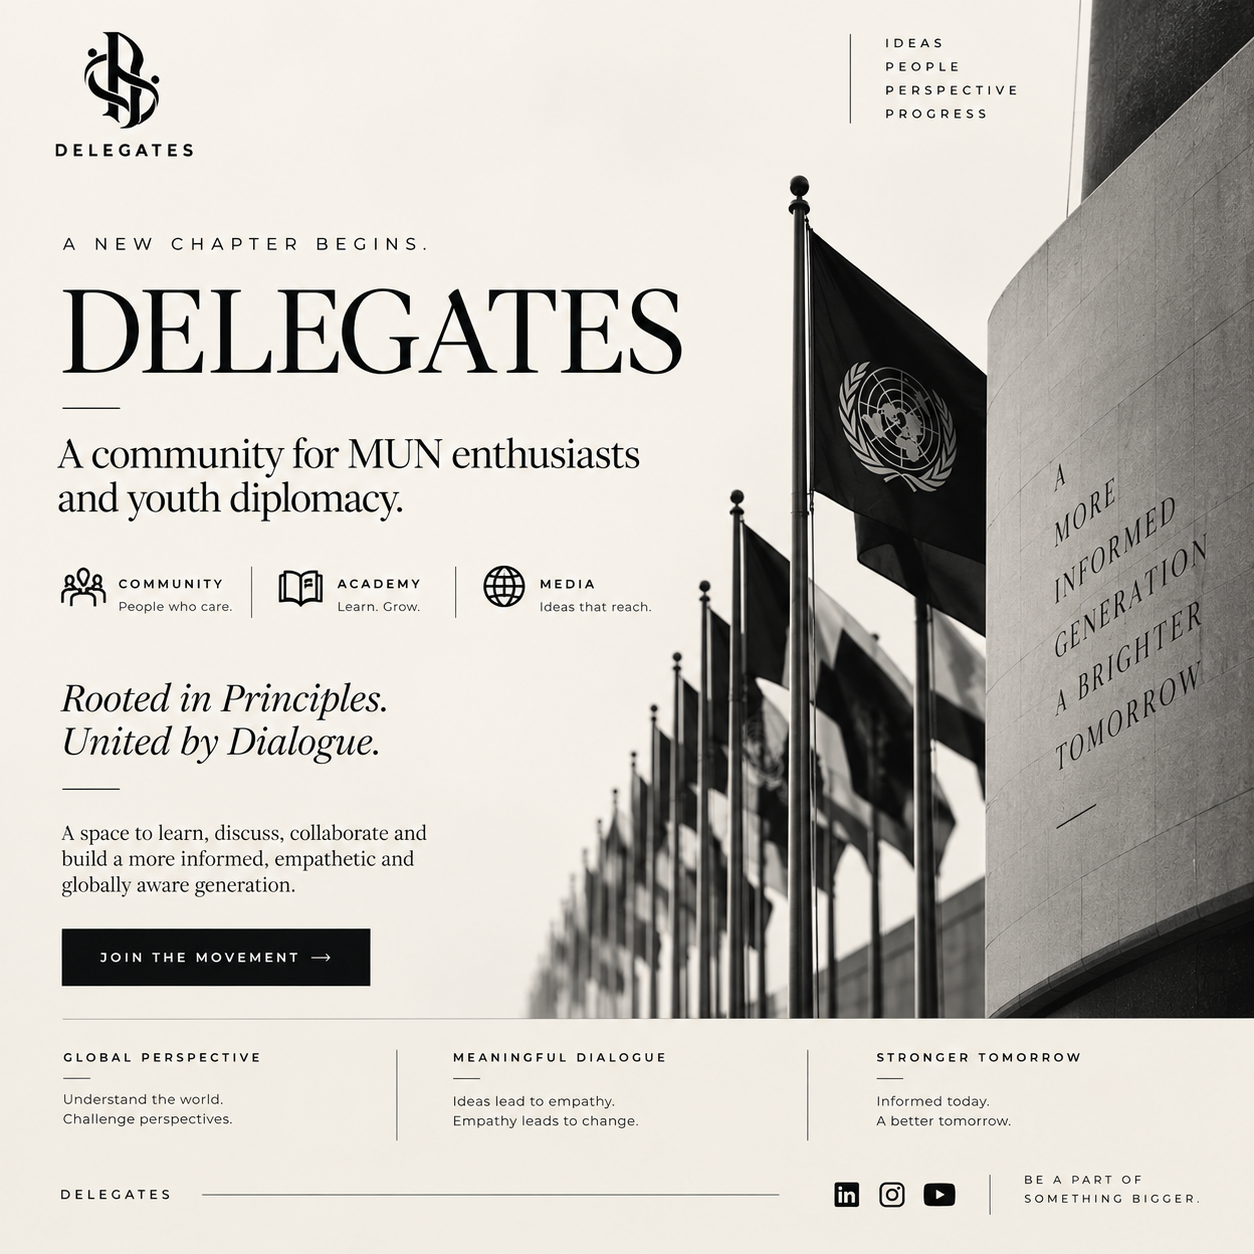 DELEGATES
IDEAS
PEOPLE
PERSPECTIVE
PROGRESS
A NEW CHAPTER BEGINS.
DELEGATES
A community for MUN enthusiasts
and youth diplomacy.
COMMUNITY
People who care.
ACADEMY
Learn. Grow.
MEDIA
Ideas that reach.
A
MORE
INFORMED
GENERATION
A BRIGHTER
TOMORROW
Rooted in Principles.
United by Dialogue.
A space to learn, discuss, collaborate and
build a more informed, empathetic and
globally aware generation.
JOIN THE MOVEMENT →
GLOBAL PERSPECTIVE
Understand the world.
Challenge perspectives.
MEANINGFUL DIALOGUE
Ideas lead to empathy.
Empathy leads to change.
STRONGER TOMORROW
Informed today.
A better tomorrow.
DELEGATES
in
BE A PART OF
SOMETHING BIGGER.